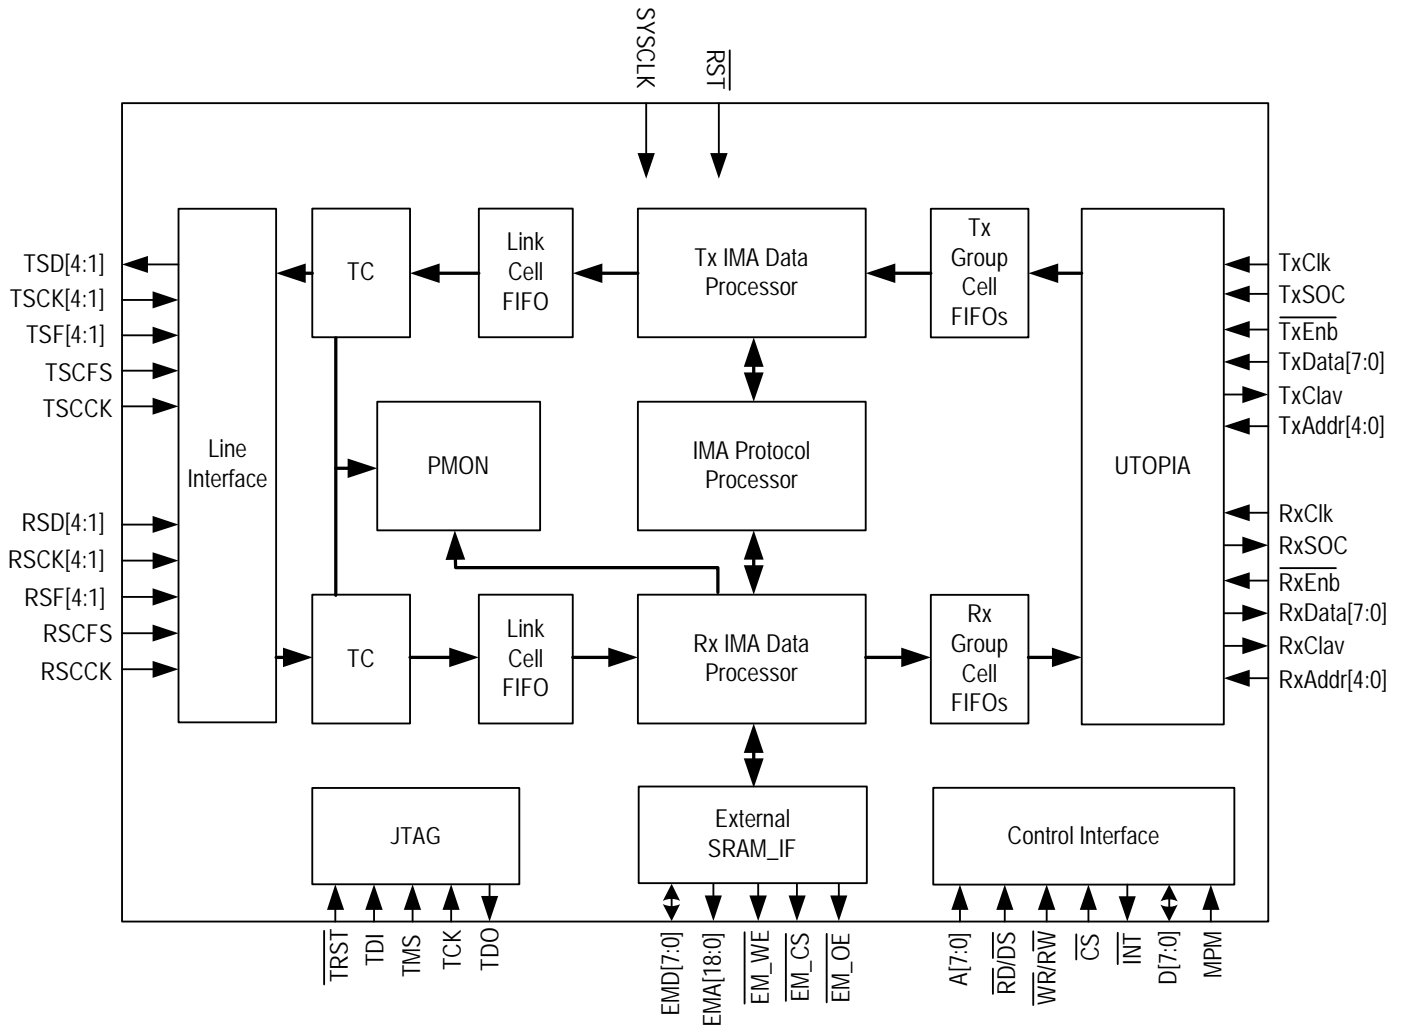 SYSCLK
RST
TSD[4:1]
TSCK[4:1]
TSF[4:1]
TSCFS
TSCCK
RSD[4:1]
RSCK[4:1]
RSF[4:1]
RSCFS
RSCCK
Line
Interface
TC
Link
Cell
FIFO
Tx IMA Data
Processor
Tx
Group
Cell
FIFOs
PMON
IMA Protocol
Processor
UTOPIA
TC
Link
Cell
FIFO
Rx IMA Data
Processor
Rx
Group
Cell
FIFOs
TxClk
TxSOC
TxEnb
TxData[7:0]
TxClav
TxAddr[4:0]
RxClk
RxSOC
RxEnb
RxData[7:0]
RxClav
RxAddr[4:0]
JTAG
External
SRAM_IF
Control Interface
TRST
TDI
TMS
TCK
TDO
EMD[7:0]
EMA[18:0]
EM_WE
EM_CS
EM_OE
A[7:0]
RD/DS
WR/RW
CS
INT
D[7:0]
MPM